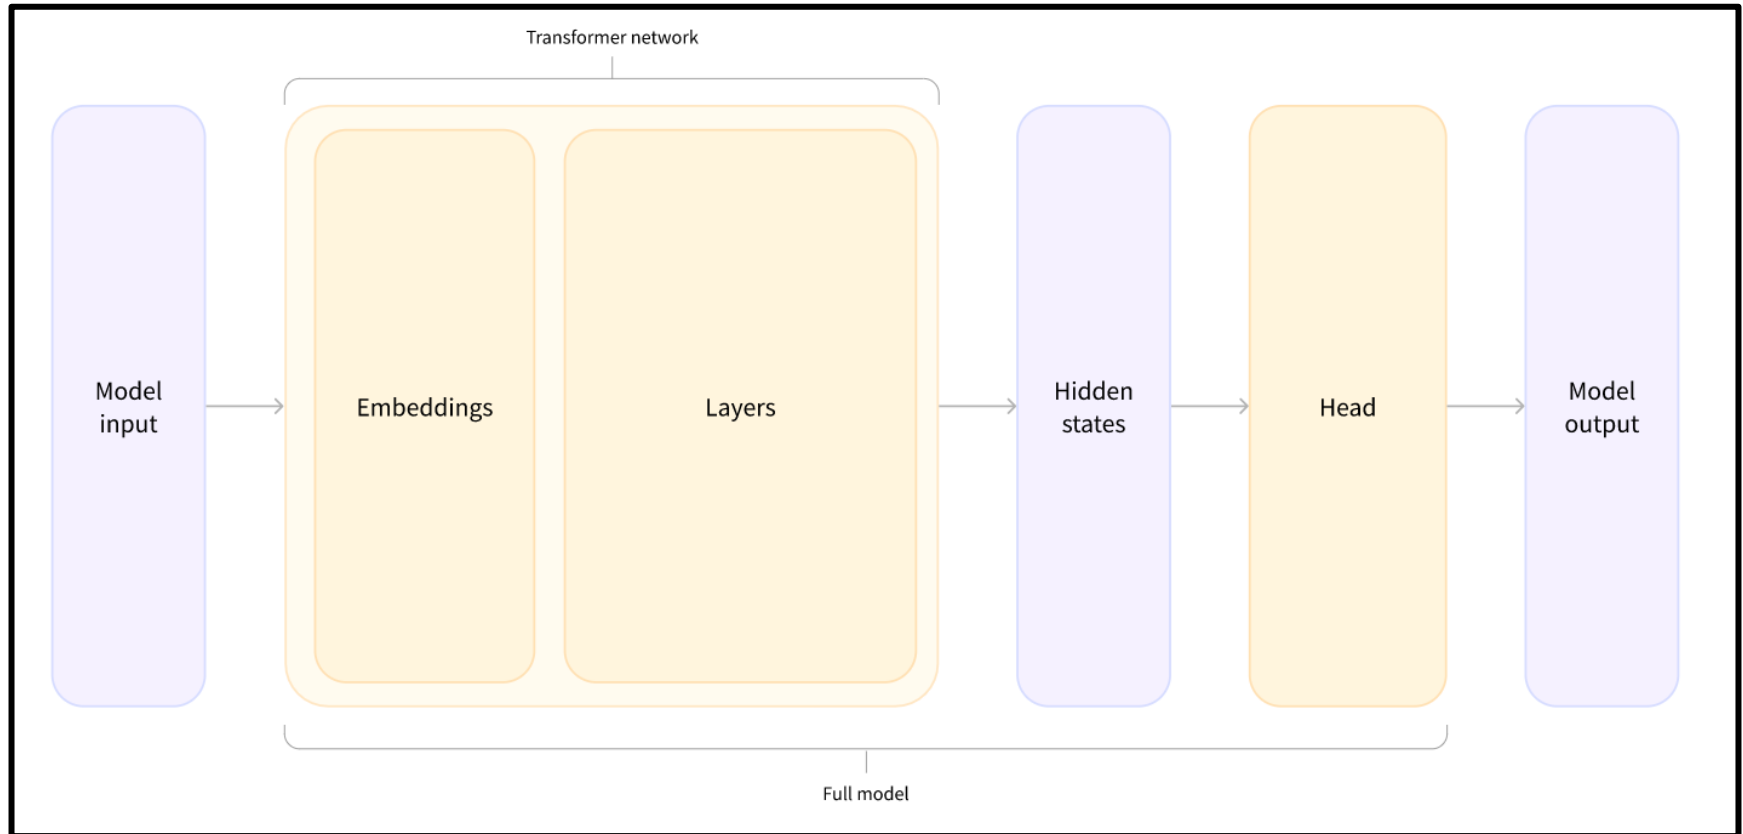 Transformer network
Model
input
Embeddings
Layers
Hidden
states
Head
Model
output
Full model